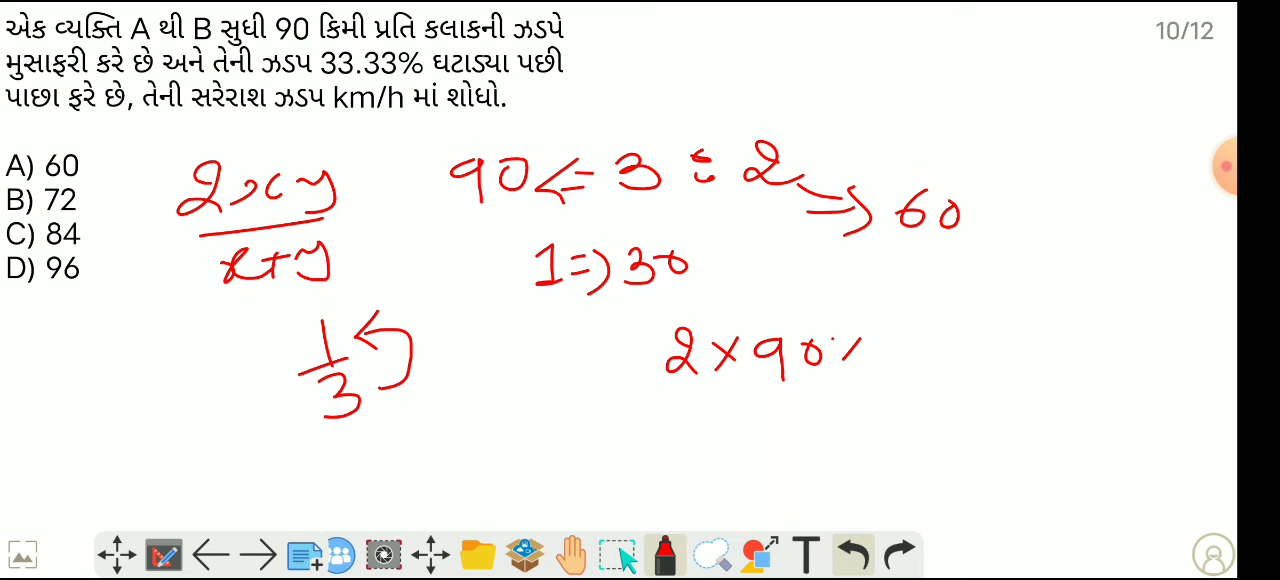 એક વ્યક્તિ A થી B સુધી 90 કિમી પ્રતિ કલાકની ઝડપે
મુસાફરી કરે છે અને તેની ઝડપ 33.33% ઘટાડ્યા પછી
પાછા ફરે છે, તેની સરેરાશ ઝડપ km/h માં શોધો.
10/12
A) 60
B) 72
C) 84
D) 96
2xy
x+y
90 <= 3 : 2 => 60
1 => 30
1
3
2 × 90
T